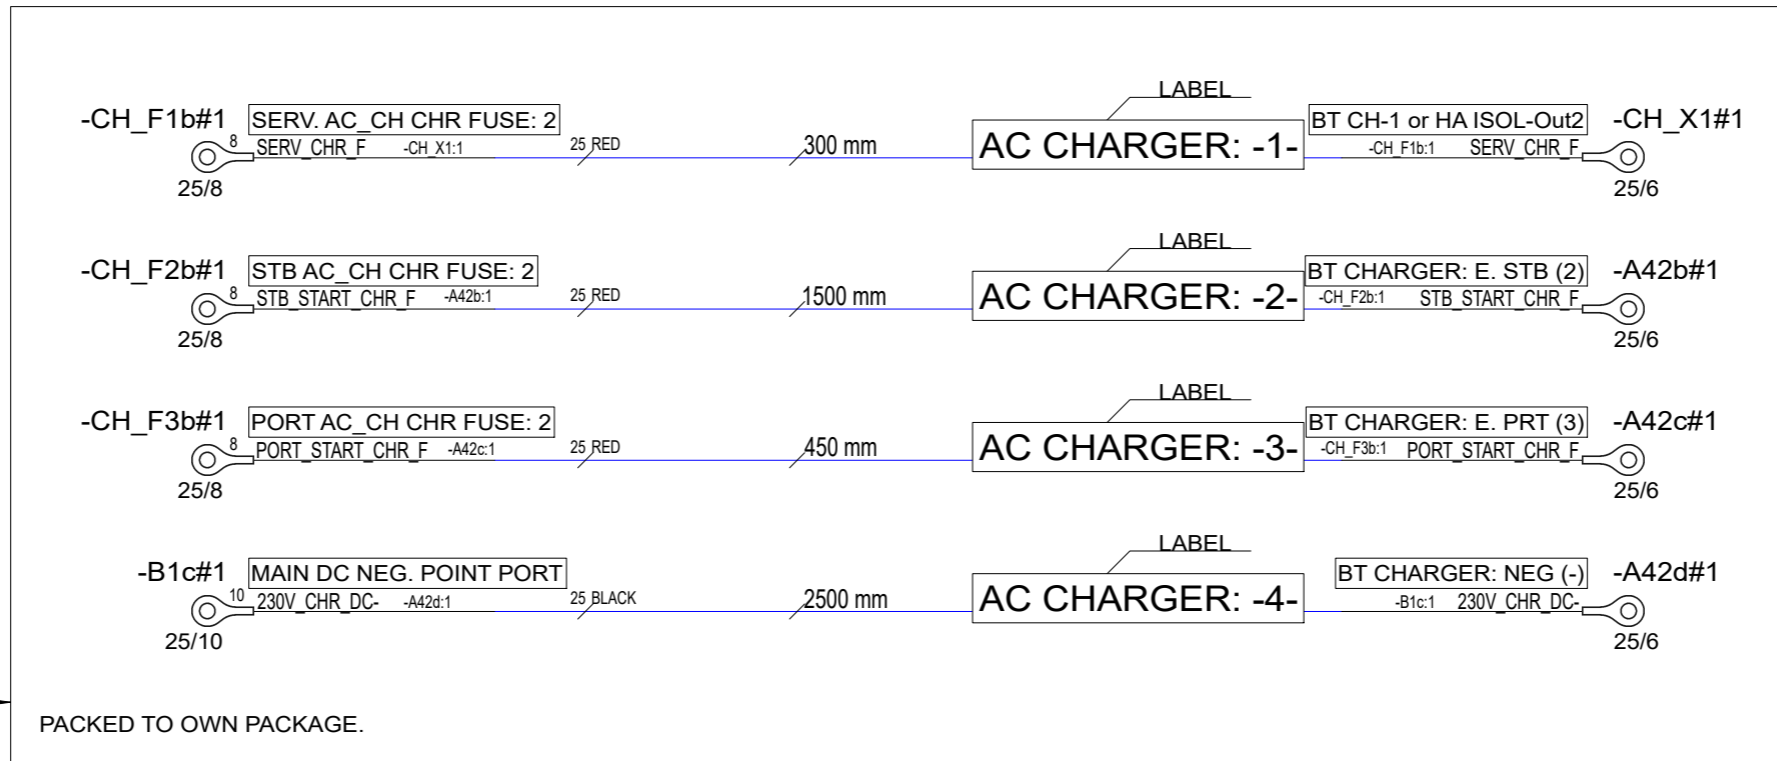 LABEL
-CH_F1b#1 SERV. AC_CH CHR FUSE: 2 AC CHARGER: -1- BT CH-1 or HA ISOL-Out2 -CH_X1#1
8 SERV_CHR_F -CH_X1:1 25 RED 300 mm -CH_F1b:1 SERV_CHR_F
25/8 25/6
LABEL
-CH_F2b#1 STB AC_CH CHR FUSE: 2 AC CHARGER: -2- BT CHARGER: E. STB (2) -A42b#1
8 STB_START_CHR_F -A42b:1 25 RED 1500 mm -CH_F2b:1 STB_START_CHR_F
25/8 25/6
LABEL
-CH_F3b#1 PORT AC_CH CHR FUSE: 2 AC CHARGER: -3- BT CHARGER: E. PRT (3) -A42c#1
8 PORT_START_CHR_F -A42c:1 25 RED 450 mm -CH_F3b:1 PORT_START_CHR_F
25/8 25/6
LABEL
-B1c#1 MAIN DC NEG. POINT PORT AC CHARGER: -4- BT CHARGER: NEG (-) -A42d#1
10 230V_CHR_DC- -A42d:1 25 BLACK 2500 mm -B1c:1 230V_CHR_DC-
25/10 25/6
PACKED TO OWN PACKAGE.